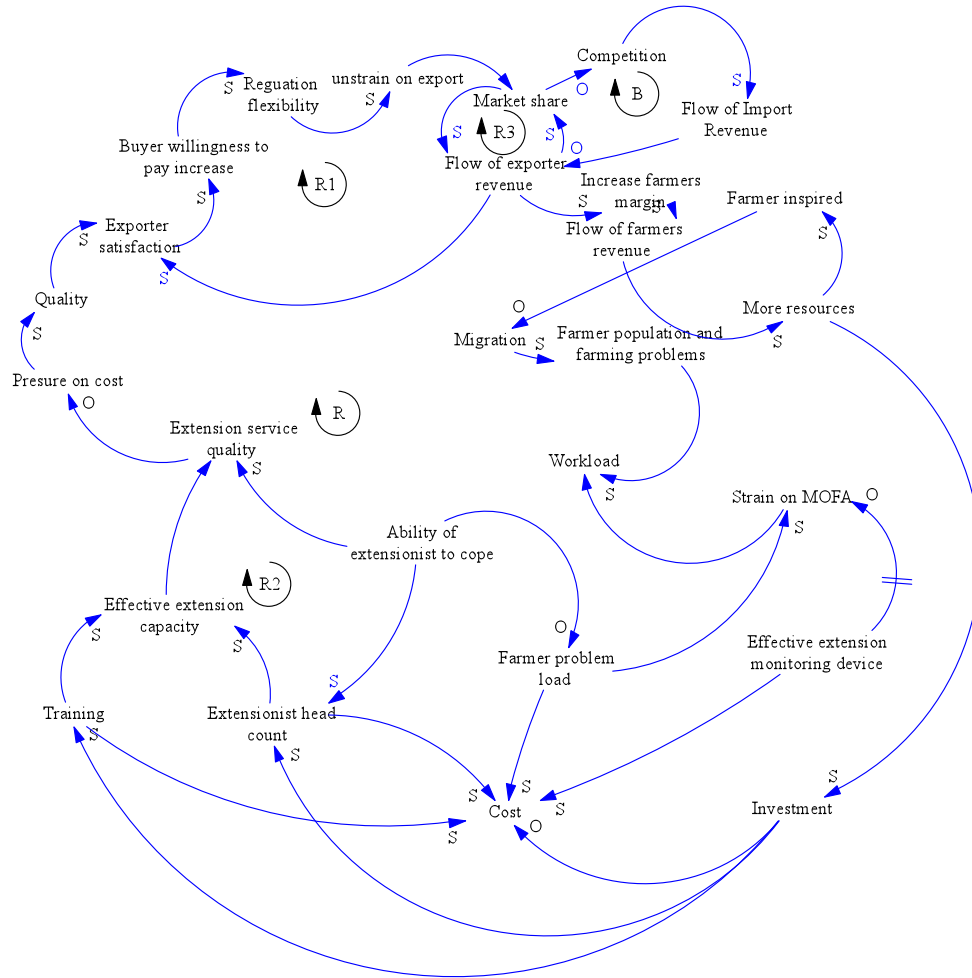 Competition
unstrain on export
S
Reguation
flexibility
S
S
Market share
O
B
S
Flow of Import
Revenue
S
R3
S
O
Buyer willingness to
pay increase
Flow of exporter
revenue
R1
Increase farmers
margin
S
S
S
Farmer inspired
Exporter
satisfaction
S
Flow of farmers
revenue
S
S
Quality
O
More resources
S
Migration
S
Farmer population and
farming problems
S
Presure on cost
O
R
Extension service
quality
S
Workload
S
Strain on MOFA
O
S
Ability of
extensionist to cope
R2
Effective extension
capacity
S
S
O
Farmer problem
load
Effective extension
monitoring device
S
Training
S
Extensionist head
count
S
S
S
S
S
Cost
O
S
Investment
S